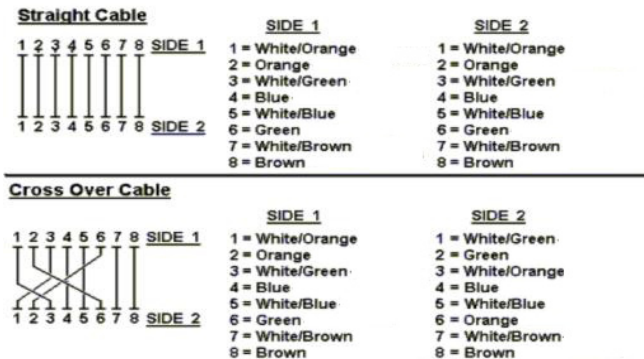 Straight Cable
1 2 3 4 5 6 7 8 SIDE 1
1 2 3 4 5 6 7 8 SIDE 2
SIDE 1
1 = White/Orange
2 = Orange
3 = White/Green
4 = Blue
5 = White/Blue
6 = Green
7 = White/Brown
8 = Brown
SIDE 2
1 = White/Orange
2 = Orange
3 = White/Green
4 = Blue
5 = White/Blue
6 = Green
7 = White/Brown
8 = Brown
Cross Over Cable
1 2 3 4 5 6 7 8 SIDE 1
1 2 3 4 5 6 7 8 SIDE 2
SIDE 1
1 = White/Orange
2 = Orange
3 = White/Green
4 = Blue
5 = White/Blue
6 = Green
7 = White/Brown
8 = Brown
SIDE 2
1 = White/Green
2 = Green
3 = White/Orange
4 = Blue
5 = White/Blue
6 = Orange
7 = White/Brown
8 = Brown